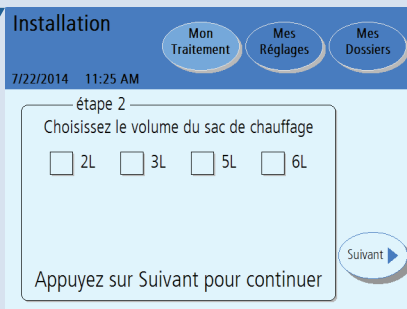 Installation
Mon
Traitement
Mes
Réglages
Mes
Dossiers
7/22/2014 11:25 AM
étape 2
Choisissez le volume du sac de chauffage
2L 3L 5L 6L
Suivant
Appuyez sur Suivant pour continuer